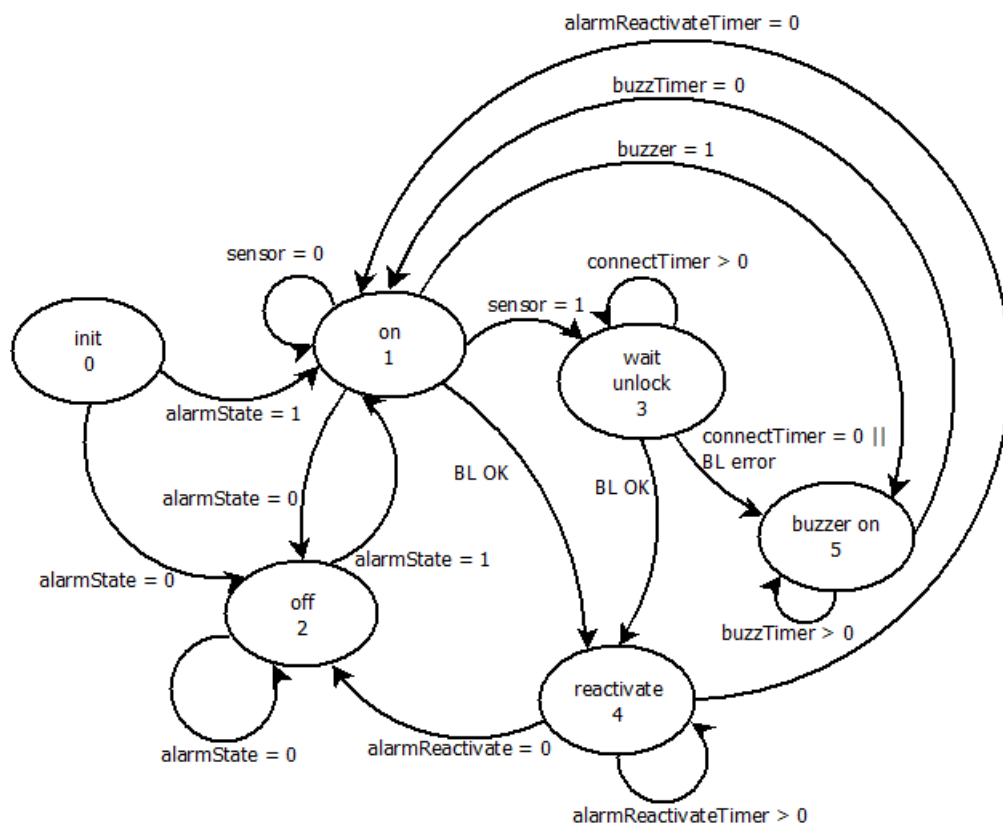 alarmReactivateTimer = 0
buzzTimer = 0
buzzer = 1
sensor = 0
connectTimer > 0
sensor = 1
init
0
on
1
wait
unlock
3
alarmState = 1
connectTimer = 0 ||
BL error
BL OK
BL OK
alarmState = 0
buzzer on
5
alarmState = 1
alarmState = 0
off
2
buzzTimer > 0
reactivate
4
alarmState = 0
alarmReactivate = 0
alarmReactivateTimer > 0